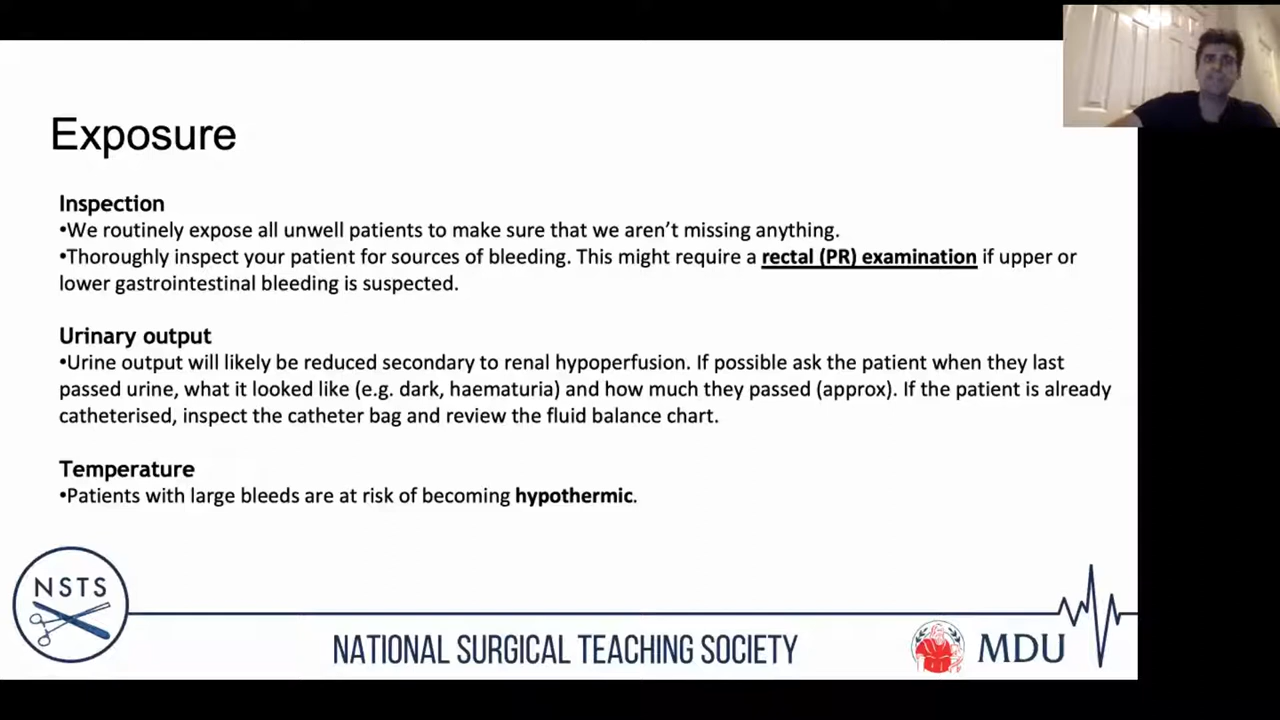 Exposure
Inspection
•We routinely expose all unwell patients to make sure that we aren't missing anything.
•Thoroughly inspect your patient for sources of bleeding. This might require a rectal (PR) examination if upper or
lower gastrointestinal bleeding is suspected.
Urinary output
•Urine output will likely be reduced secondary to renal hypoperfusion. If possible ask the patient when they last
passed urine, what it looked like (e.g. dark, haematuria) and how much they passed (approx). If the patient is already
catheterised, inspect the catheter bag and review the fluid balance chart.
Temperature
•Patients with large bleeds are at risk of becoming hypothermic.
NSTS
NATIONAL SURGICAL TEACHING SOCIETY
MDU